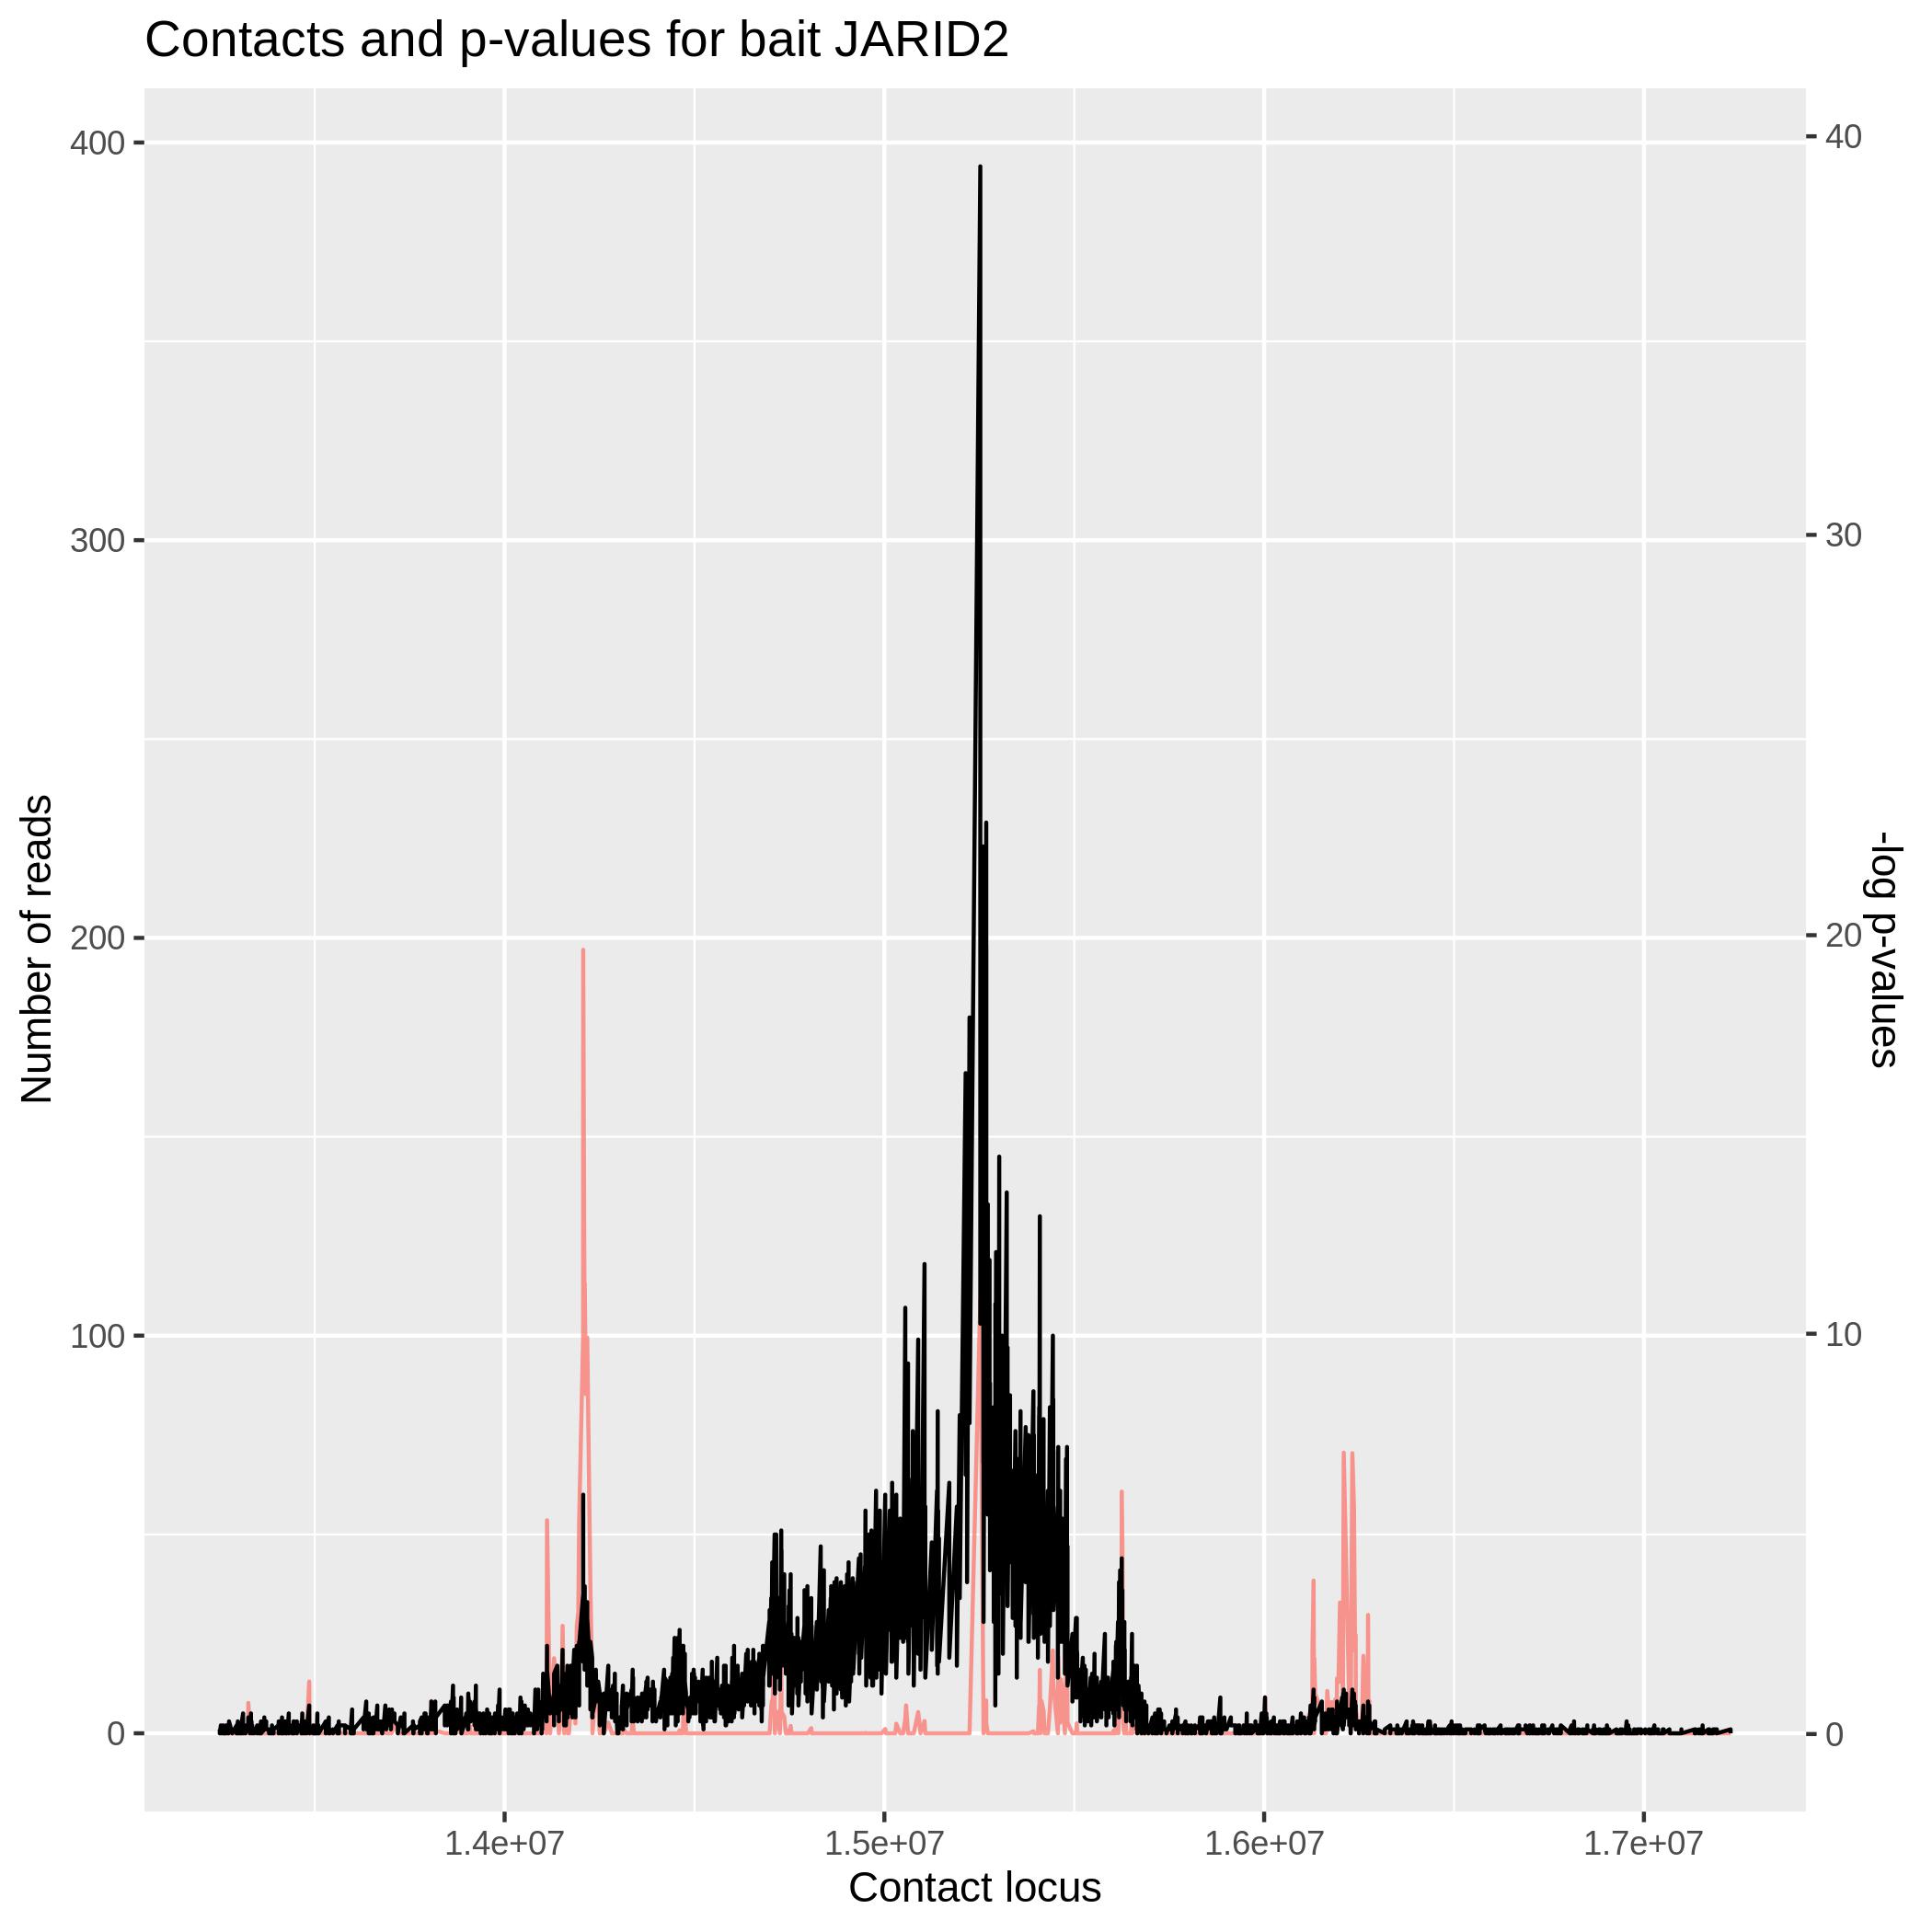 Contacts and p-values for bait JARID2
Number of reads
400
300
200
100
0
40
30
20
10
0
-log p-values
1.4e+07
1.5e+07
1.6e+07
1.7e+07
Contact locus